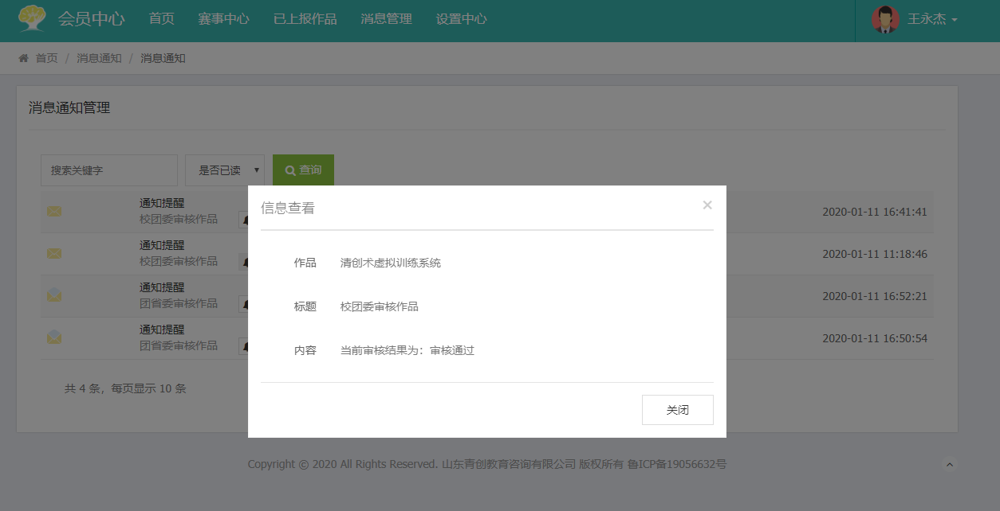 会员中心 首页 赛事中心 已上报作品 消息管理 设置中心 王永杰
首页 / 消息通知 / 消息通知
消息通知管理
搜索关键字 是否已读 查询
通知提醒
校团委审核作品
2020-01-11 16:41:41
通知提醒
校团委审核作品
2020-01-11 11:18:46
通知提醒
团省委审核作品
2020-01-11 16:52:21
通知提醒
团省委审核作品
2020-01-11 16:50:54
共 4 条，每页显示 10 条
信息查看 ×
作品 清创术虚拟训练系统
标题 校团委审核作品
内容 当前审核结果为：审核通过
关闭
Copyright © 2020 All Rights Reserved. 山东青创教育咨询有限公司 版权所有 鲁ICP备19056632号